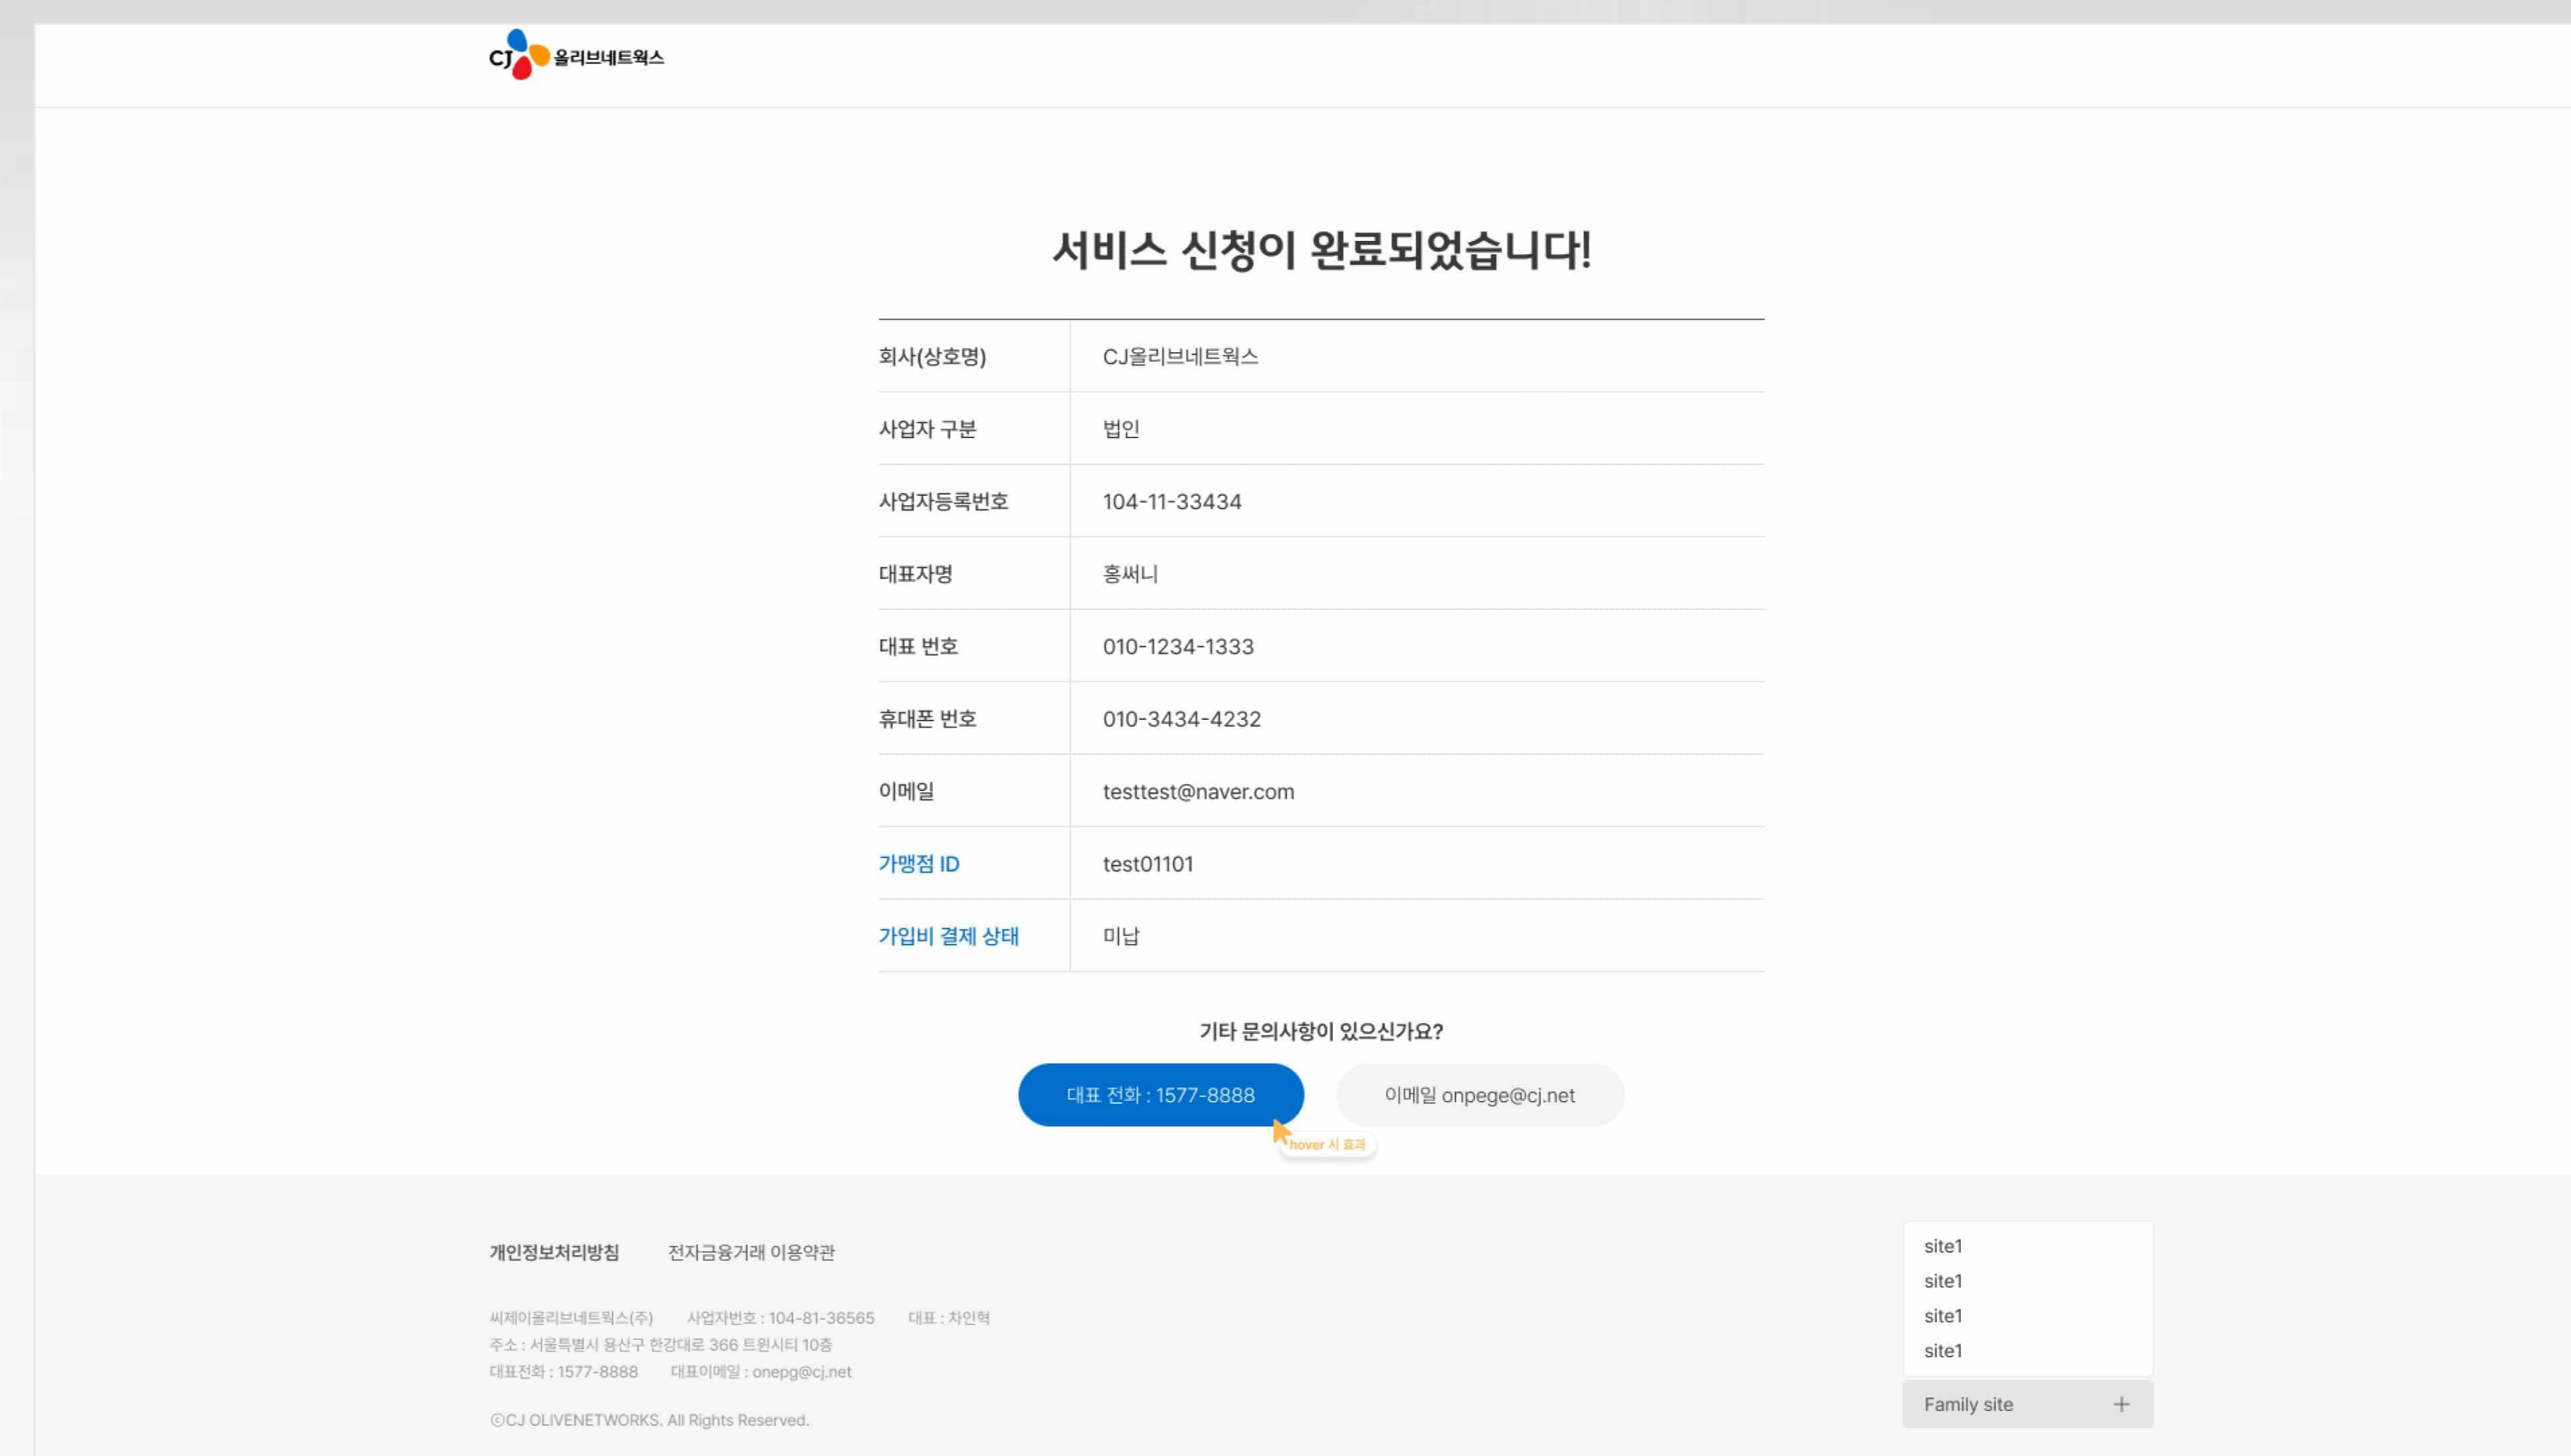 CJ 올리브네트웍스
서비스 신청이 완료되었습니다!
회사(상호명) CJ올리브네트웍스
사업자 구분 법인
사업자등록번호 104-11-33434
대표자명 홍써니
대표 번호 010-1234-1333
휴대폰 번호 010-3434-4232
이메일 testtest@naver.com
가맹점 ID test01101
가입비 결제 상태 미납
기타 문의사항이 있으신가요?
대표 전화 : 1577-8888 이메일 onpege@cj.net
hover 시 효과
개인정보처리방침 전자금융거래 이용약관
씨제이올리브네트웍스(주) 사업자번호 : 104-81-36565 대표 : 차인혁
주소 : 서울특별시 용산구 한강대로 366 트윈시티 10층
대표전화 : 1577-8888 대표이메일 : onepg@cj.net
ⓒCJ OLIVENETWORKS. All Rights Reserved.
site1
site1
site1
site1
Family site +